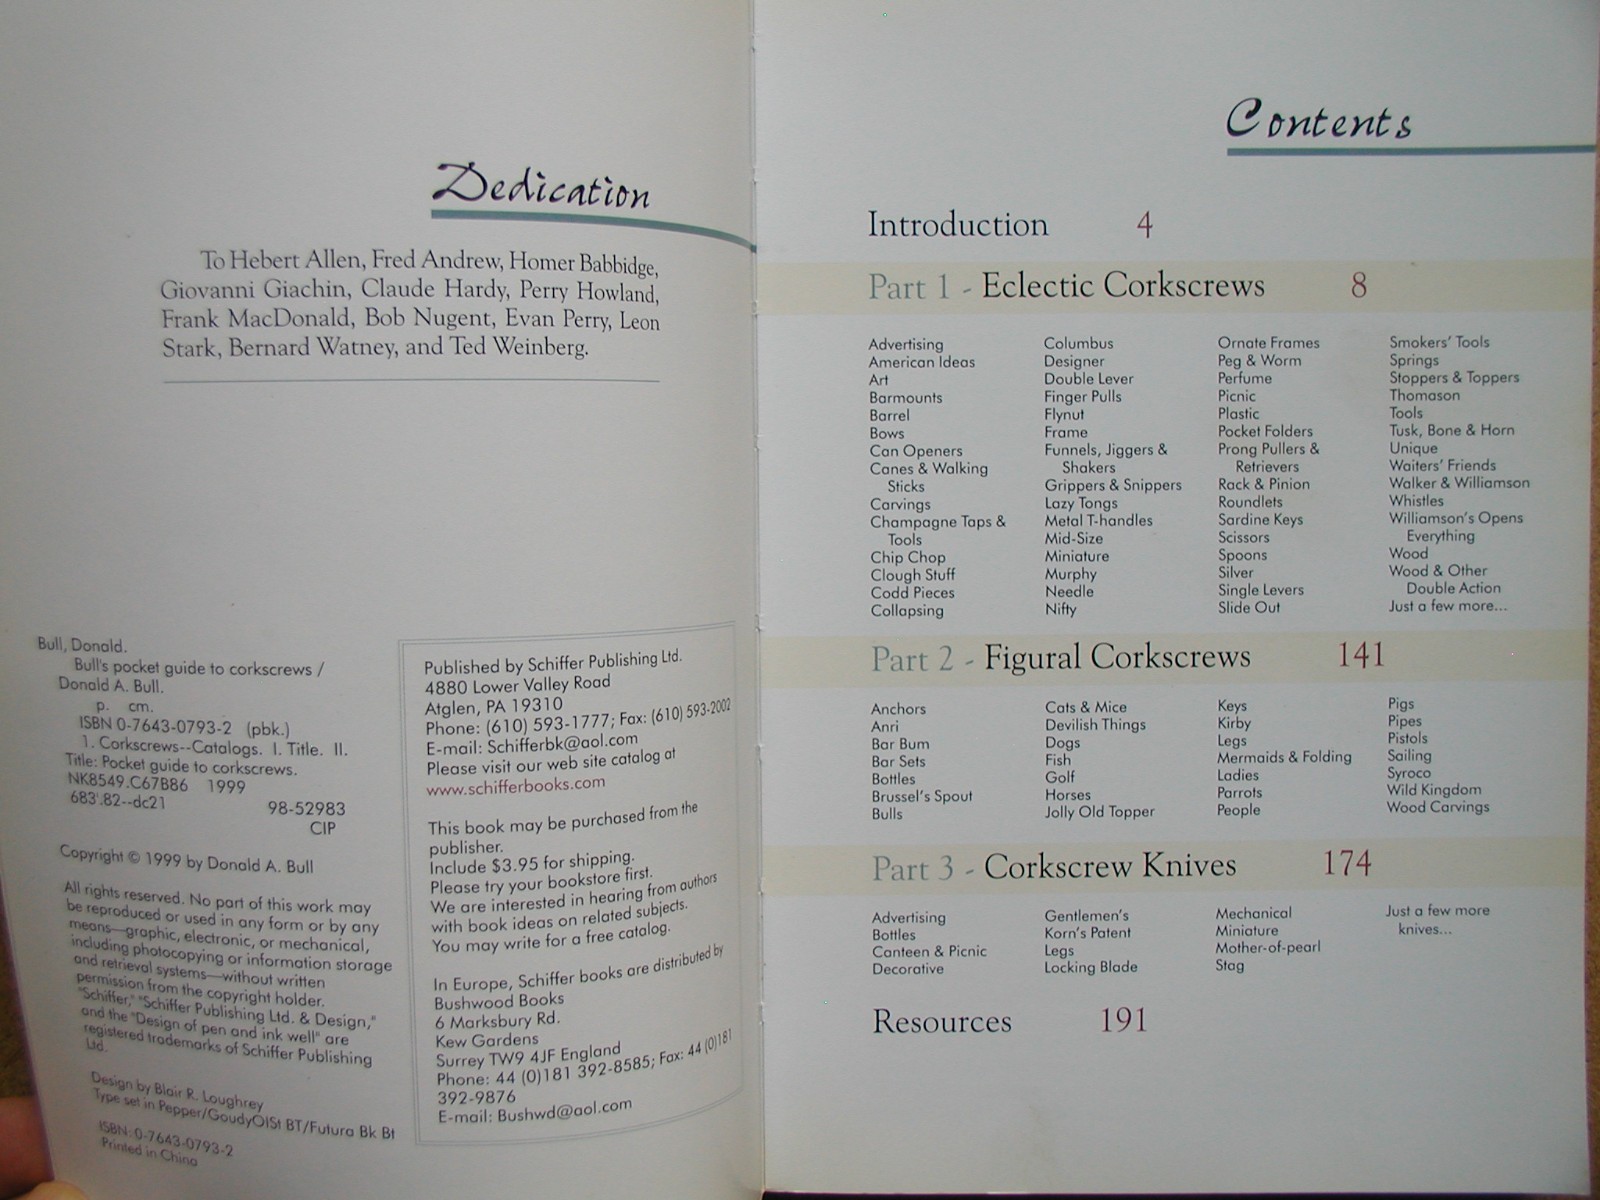 Dedication
To Hebert Allen, Fred Andrew, Homer Babbidge,
Giovanni Giachin, Claude Hardy, Perry Howland,
Frank MacDonald, Bob Nugent, Evan Perry, Leon
Stark, Bernard Watney, and Ted Weinberg.
Bull, Donald.
Bull's pocket guide to corkscrews /
Donald A. Bull.
p. cm.
ISBN 0-7643-0793-2 (pbk.)
1. Corkscrews--Catalogs. I. Title. II.
Title: Pocket guide to corkscrews.
NK8549.C67B86 1999
683'.82--dc21
98-52983
CIP
Copyright © 1999 by Donald A. Bull
All rights reserved. No part of this work may
be reproduced or used in any form or by any
means—graphic, electronic, or mechanical,
including photocopying or information storage
and retrieval systems—without written
permission from the copyright holder.
"Schiffer," "Schiffer Publishing Ltd. & Design,"
and the "Design of pen and ink well" are
registered trademarks of Schiffer Publishing
Ltd.
Design by Blair R. Loughrey
Type set in Pepper/GoudyOlSt BT/Futura Bk Bt
ISBN: 0-7643-0793-2
Printed in China
Published by Schiffer Publishing Ltd.
4880 Lower Valley Road
Atglen, PA 19310
Phone: (610) 593-1777; Fax: (610) 593-2002
E-mail: Schifferbk@aol.com
Please visit our web site catalog at
www.schifferbooks.com
This book may be purchased from the
publisher.
Include $3.95 for shipping.
Please try your bookstore first.
We are interested in hearing from authors
with book ideas on related subjects.
You may write for a free catalog.
In Europe, Schiffer books are distributed by
Bushwood Books
6 Marksbury Rd.
Kew Gardens
Surrey TW9 4JF England
Phone: 44 (0)181 392-8585; Fax: 44 (0)181
392-9876
E-mail: Bushwd@aol.com
Contents
Introduction 4
Part 1 - Eclectic Corkscrews 8
Advertising
American Ideas
Art
Barmounts
Barrel
Bows
Can Openers
Canes & Walking
Sticks
Carvings
Champagne Taps &
Tools
Chip Chop
Clough Stuff
Codd Pieces
Collapsing
Columbus
Designer
Double Lever
Finger Pulls
Flynut
Frame
Funnels, Jiggers &
Shakers
Grippers & Snippers
Lazy Tongs
Metal T-handles
Mid-Size
Miniature
Murphy
Needle
Nifty
Ornate Frames
Peg & Worm
Perfume
Picnic
Plastic
Pocket Folders
Prong Pullers &
Retrievers
Rack & Pinion
Roundlets
Sardine Keys
Scissors
Spoons
Silver
Single Levers
Slide Out
Smokers' Tools
Springs
Stoppers & Toppers
Thomason
Tools
Tusk, Bone & Horn
Unique
Waiters' Friends
Walker & Williamson
Whistles
Williamson's Opens
Everything
Wood
Wood & Other
Double Action
Just a few more...
Part 2 - Figural Corkscrews 141
Anchors
Anri
Bar Bum
Bar Sets
Bottles
Brussel's Spout
Bulls
Cats & Mice
Devilish Things
Dogs
Fish
Golf
Horses
Jolly Old Topper
Keys
Kirby
Legs
Mermaids & Folding
Ladies
Parrots
People
Pigs
Pipes
Pistols
Sailing
Syroco
Wild Kingdom
Wood Carvings
Part 3 - Corkscrew Knives 174
Advertising
Bottles
Canteen & Picnic
Decorative
Gentlemen's
Korn's Patent
Legs
Locking Blade
Mechanical
Miniature
Mother-of-pearl
Stag
Just a few more
knives...
Resources 191